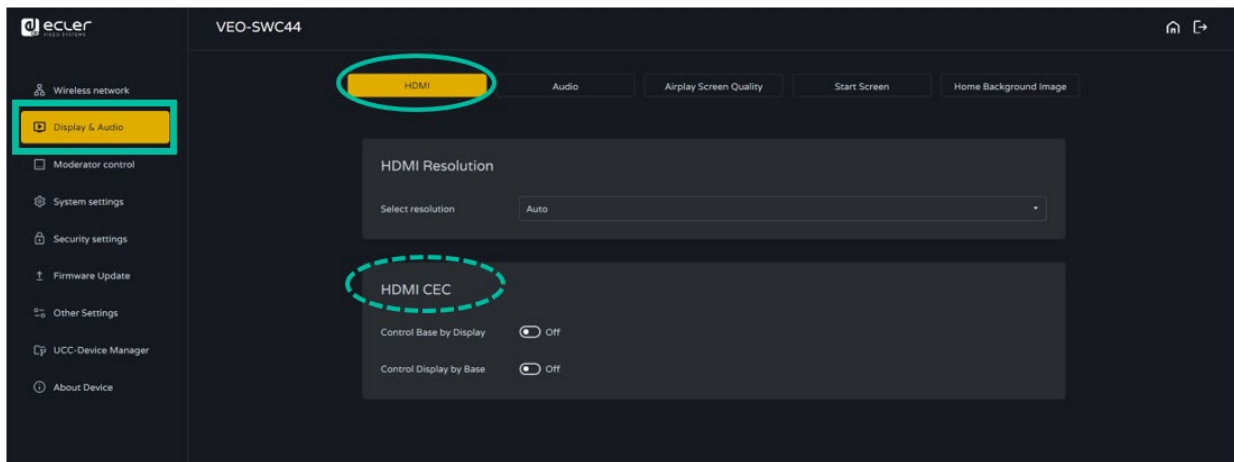 ecler
VIDEO SYSTEMS
VEO-SWC44
Wireless network
Display & Audio
Moderator control
System settings
Security settings
Firmware Update
Other Settings
UCC-Device Manager
About Device
HDMI
Audio
Airplay Screen Quality
Start Screen
Home Background Image
HDMI Resolution
Select resolution
Auto
HDMI CEC
Control Base by Display
Off
Control Display by Base
Off